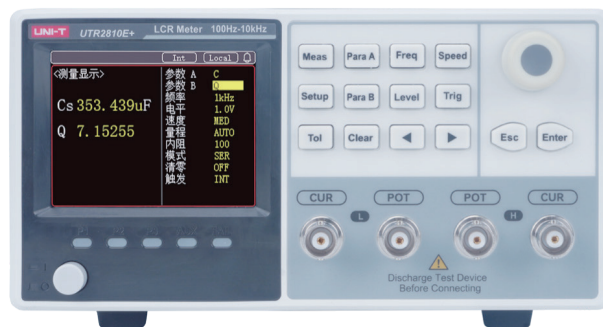 UNI-T UTR2810E+ LCR Meter 100Hz-10kHz
Int Local
<测量显示>
Cs 353.439uF
Q 7.15255
参数 A C
参数 B Q
频率 1kHz
电平 1.0V
速度 MED
量程 AUTO
内阻 100
模式 SER
清零 OFF
触发 INT
Meas Para A Freq Speed
Setup Para B Level Trig
Tol Clear
Esc Enter
CUR POT POT CUR
L H
Discharge Test Device
Before Connecting